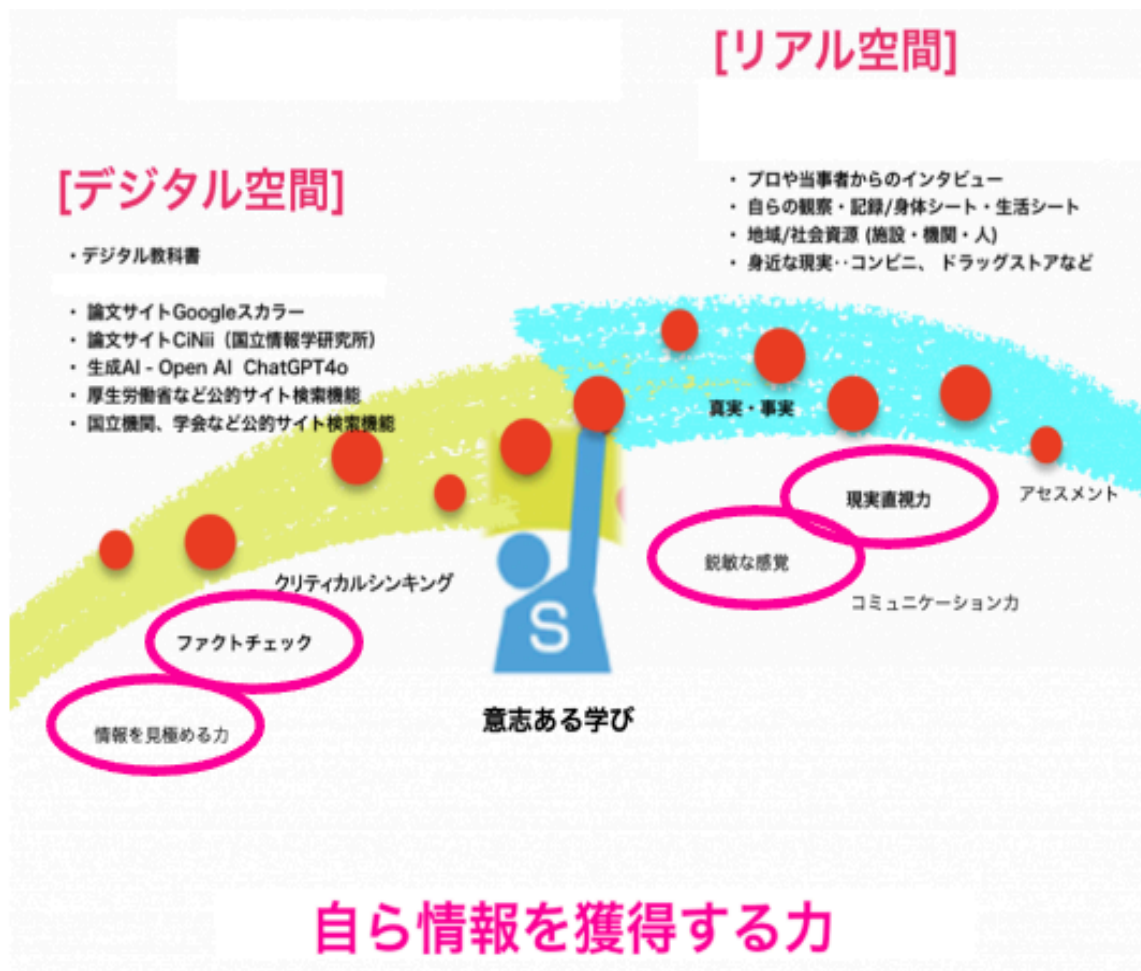 [リアル空間]
・ プロや当事者からのインタビュー
・ 自らの観察・記録/身体シート・生活シート
・ 地域/社会資源 (施設・機関・人)
・ 身近な現実‥コンビニ、 ドラッグストアなど
[デジタル空間]
・デジタル教科書
・ 論文サイトGoogleスカラー
・ 論文サイトCiNii（国立情報学研究所）
・ 生成AI - Open AI ChatGPT4o
・ 厚生労働省など公的サイト検索機能
・ 国立機関、学会など公的サイト検索機能
真実・事実
現実直視力
アセスメント
鋭敏な感覚
コミュニケーション力
クリティカルシンキング
ファクトチェック
情報を見極める力
S
意志ある学び
自ら情報を獲得する力